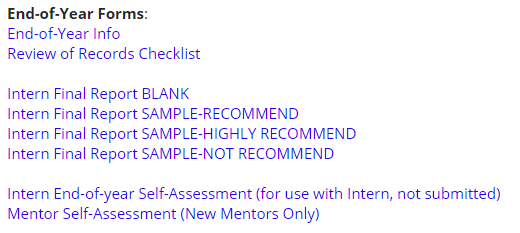 End-of-Year Forms:
End-of-Year Info
Review of Records Checklist
Intern Final Report BLANK
Intern Final Report SAMPLE-RECOMMEND
Intern Final Report SAMPLE-HIGHLY RECOMMEND
Intern Final Report SAMPLE-NOT RECOMMEND
Intern End-of-year Self-Assessment (for use with Intern, not submitted)
Mentor Self-Assessment (New Mentors Only)